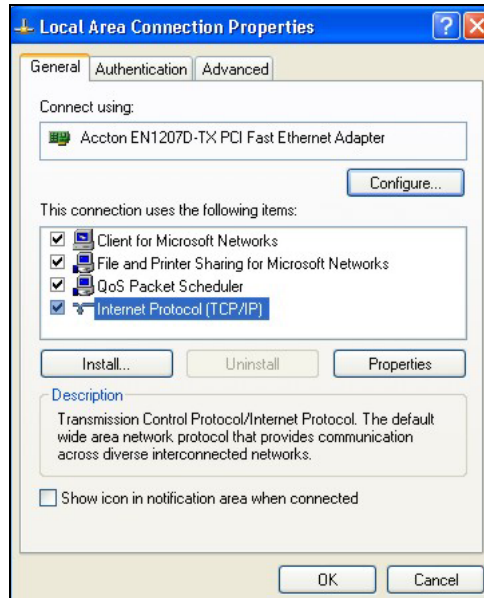 Local Area Connection Properties
General Authentication Advanced
Connect using:
Accton EN1207D-TX PCI Fast Ethernet Adapter
Configure...
This connection uses the following items:
Client for Microsoft Networks
File and Printer Sharing for Microsoft Networks
QoS Packet Scheduler
Internet Protocol (TCP/IP)
Install... Uninstall Properties
Description
Transmission Control Protocol/Internet Protocol. The default
wide area network protocol that provides communication
across diverse interconnected networks.
Show icon in notification area when connected
OK Cancel